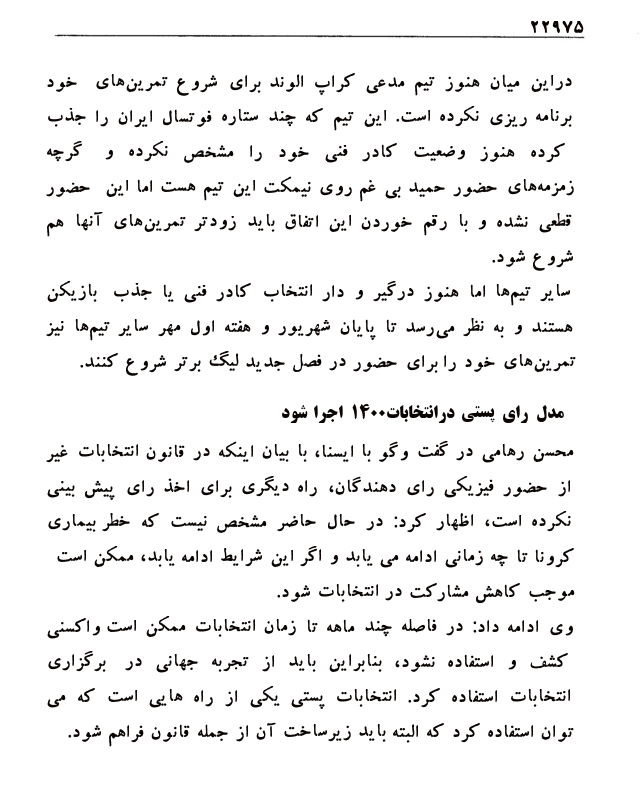 ۲۲۹۷۵
دراین میان هنوز تیم مدعی کراپ الوند برای شروع تمرین‌های خود
برنامه ریزی نکرده است. این تیم که چند ستاره فوتسال ایران را جذب
کرده هنوز وضعیت کادر فنی خود را مشخص نکرده و گرچه
زمزمه‌های حضور حمید بی غم روی نیمکت این تیم هست اما این حضور
قطعی نشده و با رقم خوردن این اتفاق باید زودتر تمرین‌های آنها هم
شروع شود.
سایر تیم‌ها اما هنوز درگیر و دار انتخاب کادر فنی یا جذب بازیکن
هستند و به نظر می‌رسد تا پایان شهریور و هفته اول مهر سایر تیم‌ها نیز
تمرین‌های خود را برای حضور در فصل جدید لیگ برتر شروع کنند.
مدل رای پستی درانتخابات۱۴۰۰ اجرا شود
محسن رهامی در گفت وگو با ایسنا، با بیان اینکه در قانون انتخابات غیر
از حضور فیزیکی رای دهندگان، راه دیگری برای اخذ رای پیش بینی
نکرده است، اظهار کرد: در حال حاضر مشخص نیست که خطر بیماری
کرونا تا چه زمانی ادامه می یابد و اگر این شرایط ادامه یابد، ممکن است
موجب کاهش مشارکت در انتخابات شود.
وی ادامه داد: در فاصله چند ماهه تا زمان انتخابات ممکن است واکسنی
کشف و استفاده نشود، بنابراین باید از تجربه جهانی در برگزاری
انتخابات استفاده کرد. انتخابات پستی یکی از راه هایی است که می
توان استفاده کرد که البته باید زیرساخت آن از جمله قانون فراهم شود.